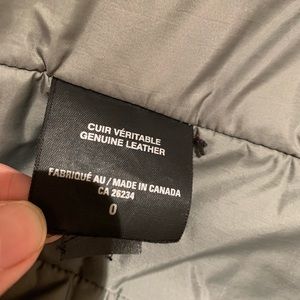 CUIR VÉRITABLE
GENUINE LEATHER
FABRIQUÉ AU / MADE IN CANADA
CA 26234
0